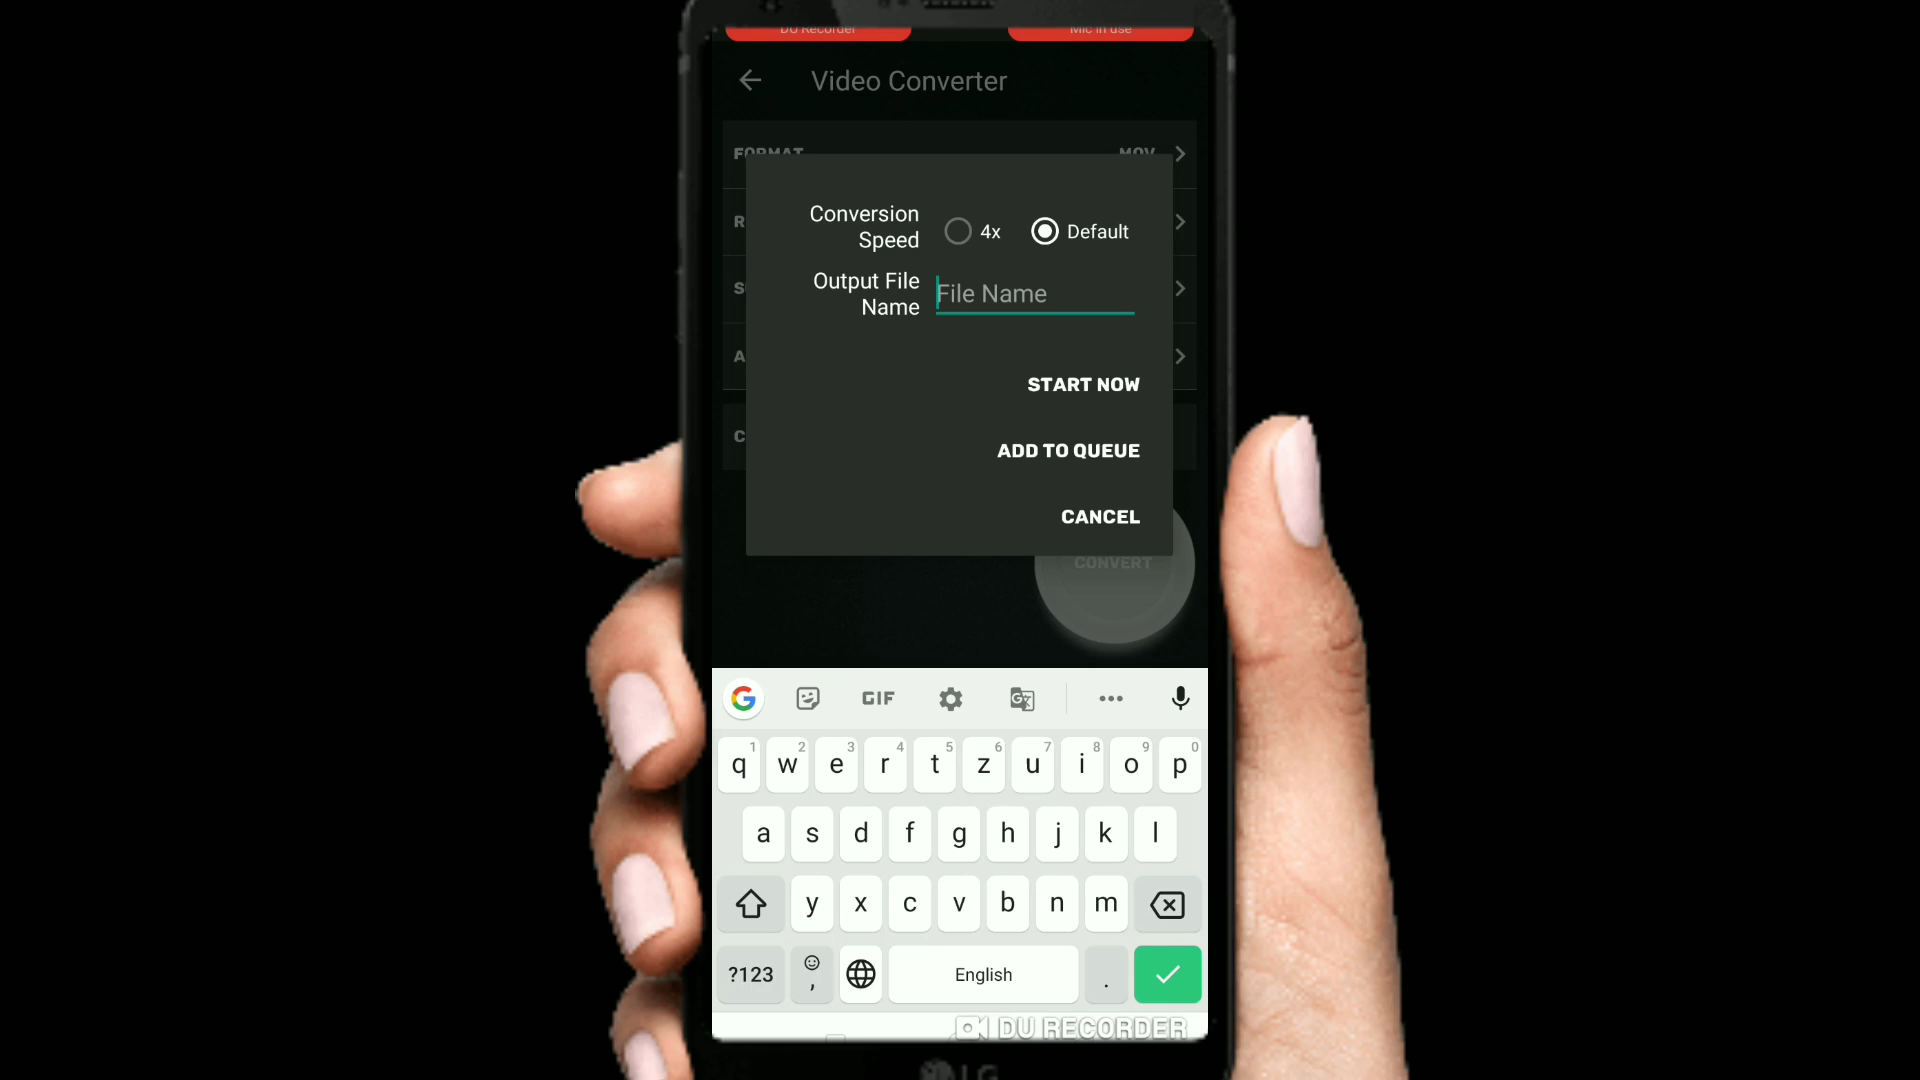 DU Recorder
Mic in use
Video Converter
FORMAT
MOV
Conversion
Speed
4x
Default
Output File
Name
File Name
START NOW
ADD TO QUEUE
CANCEL
CONVERT
GIF
1 2 3 4 5 6 7 8 9 0
q w e r t z u i o p
a s d f g h j k l
y x c v b n m
?123
,
English
.
DU RECORDER
LG